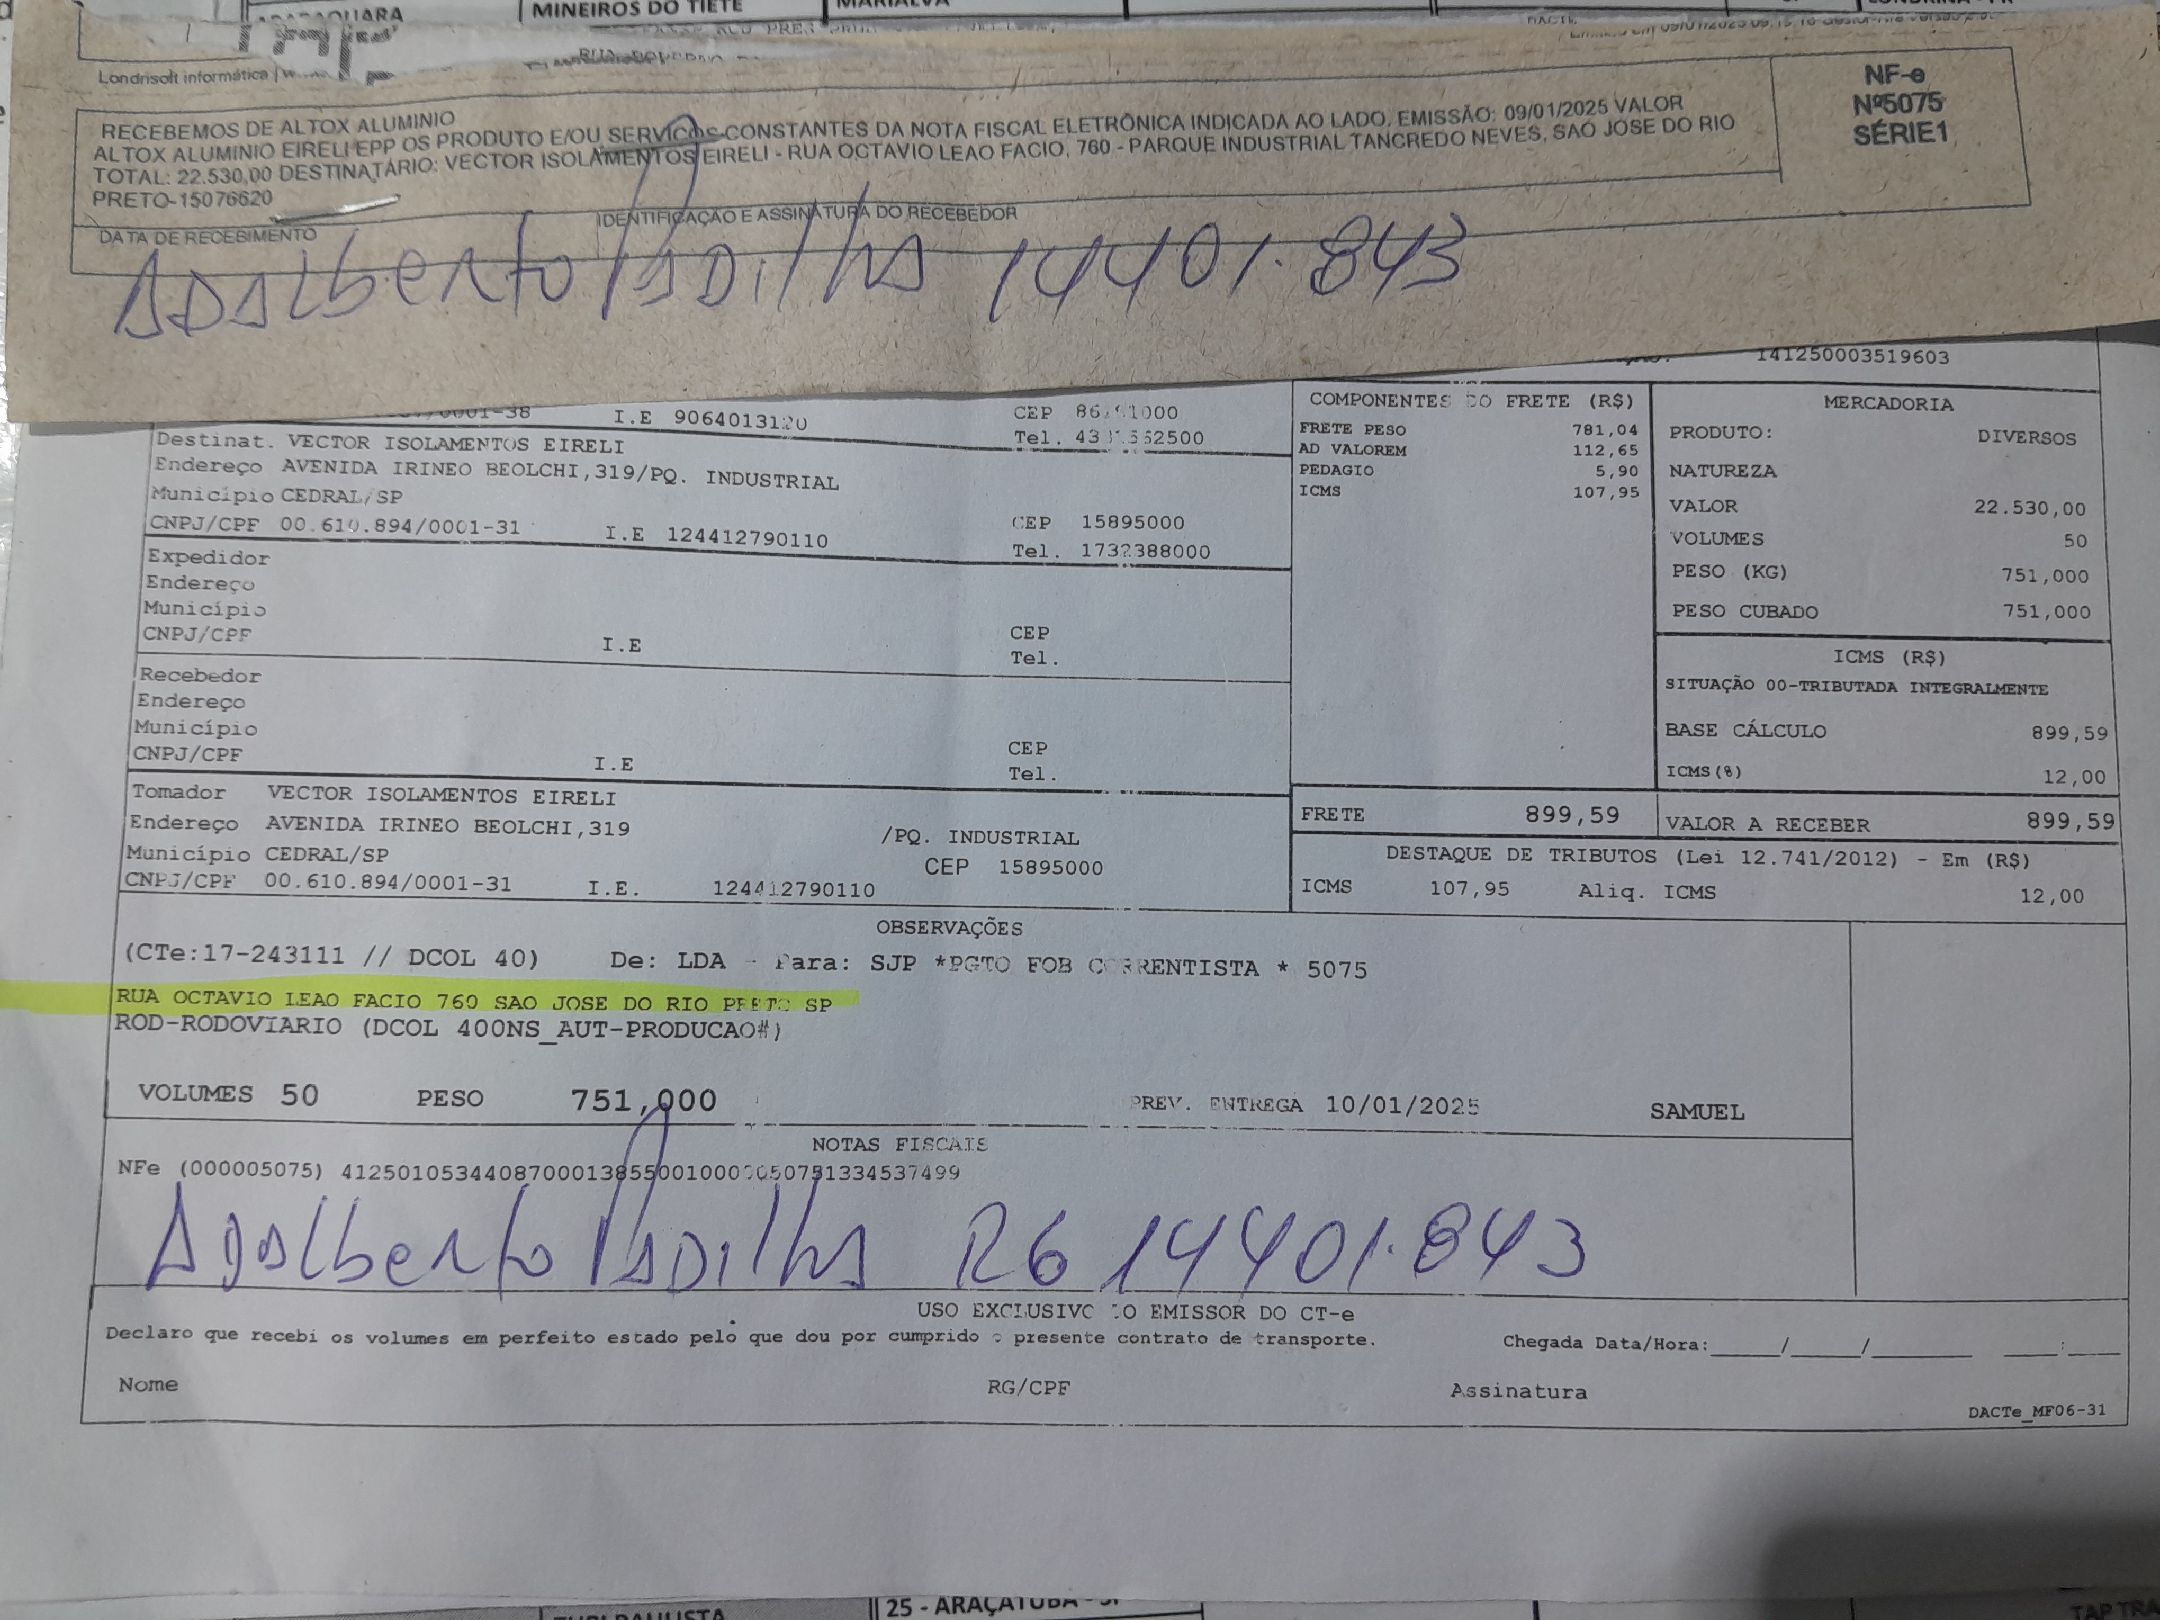 MINEIROS DO TIETE
Londrisoft informática
RECEBEMOS DE ALTOX ALUMINIO
ALTOX ALUMINIO EIRELI EPP OS PRODUTO E/OU SERVIÇOS CONSTANTES DA NOTA FISCAL ELETRÔNICA INDICADA AO LADO. EMISSÃO: 09/01/2025 VALOR
TOTAL: 22.530,00 DESTINATÁRIO: VECTOR ISOLAMENTOS EIRELI - RUA OCTAVIO LEAO FACIO, 760 - PARQUE INDUSTRIAL TANCREDO NEVES, SAO JOSE DO RIO
PRETO-15076620
NF-e
Nº5075
SÉRIE1
DATA DE RECEBIMENTO
IDENTIFICAÇÃO E ASSINATURA DO RECEBEDOR
Adalberto Padilha 14401.843
141250003519603
I.E 9064013120 CEP
Tel.
Destinat. VECTOR ISOLAMENTOS EIRELI
Endereço AVENIDA IRINEO BEOLCHI,319/PQ. INDUSTRIAL
Município CEDRAL/SP
CNPJ/CPF 00.610.894/0001-31 I.E 124412790110
CEP 15895000
Tel. 1732388000
Expedidor
Endereço
Município
CNPJ/CPF I.E
CEP
Tel.
Recebedor
Endereço
Município
CNPJ/CPF I.E
CEP
Tel.
Tomador VECTOR ISOLAMENTOS EIRELI
Endereço AVENIDA IRINEO BEOLCHI,319 /PQ. INDUSTRIAL
Município CEDRAL/SP CEP 15895000
CNPJ/CPF 00.610.894/0001-31 I.E. 124412790110
COMPONENTES DO FRETE (R$)
FRETE PESO 781,04
AD VALOREM 112,65
PEDAGIO 5,90
ICMS 107,95
MERCADORIA
PRODUTO: DIVERSOS
NATUREZA
VALOR 22.530,00
VOLUMES 50
PESO (KG) 751,000
PESO CUBADO 751,000
ICMS (R$)
SITUAÇÃO 00-TRIBUTADA INTEGRALMENTE
BASE CÁLCULO 899,59
ICMS(%) 12,00
FRETE 899,59
VALOR A RECEBER 899,59
DESTAQUE DE TRIBUTOS (Lei 12.741/2012) - Em (R$)
ICMS 107,95 Aliq. ICMS 12,00
OBSERVAÇÕES
(CTe:17-243111 // DCOL 40) De: LDA - Para: SJP *PGTO FOB CORRENTISTA * 5075
RUA OCTAVIO LEAO FACIO 760 SAO JOSE DO RIO PRETO SP
ROD-RODOVIARIO (DCOL 400NS_AUT-PRODUCAO#)
VOLUMES 50 PESO 751,000 PREV. ENTREGA 10/01/2025 SAMUEL
NOTAS FISCAIS
NFe (000005075)
Adalberto Padilha RG 14401.843
USO EXCLUSIVO DO EMISSOR DO CT-e
Declaro que recebi os volumes em perfeito estado pelo que dou por cumprido o presente contrato de transporte. Chegada Data/Hora:_____/_____/_______ ____:____
Nome RG/CPF Assinatura
DACTe_MF06-31
25 - ARAÇATUBA